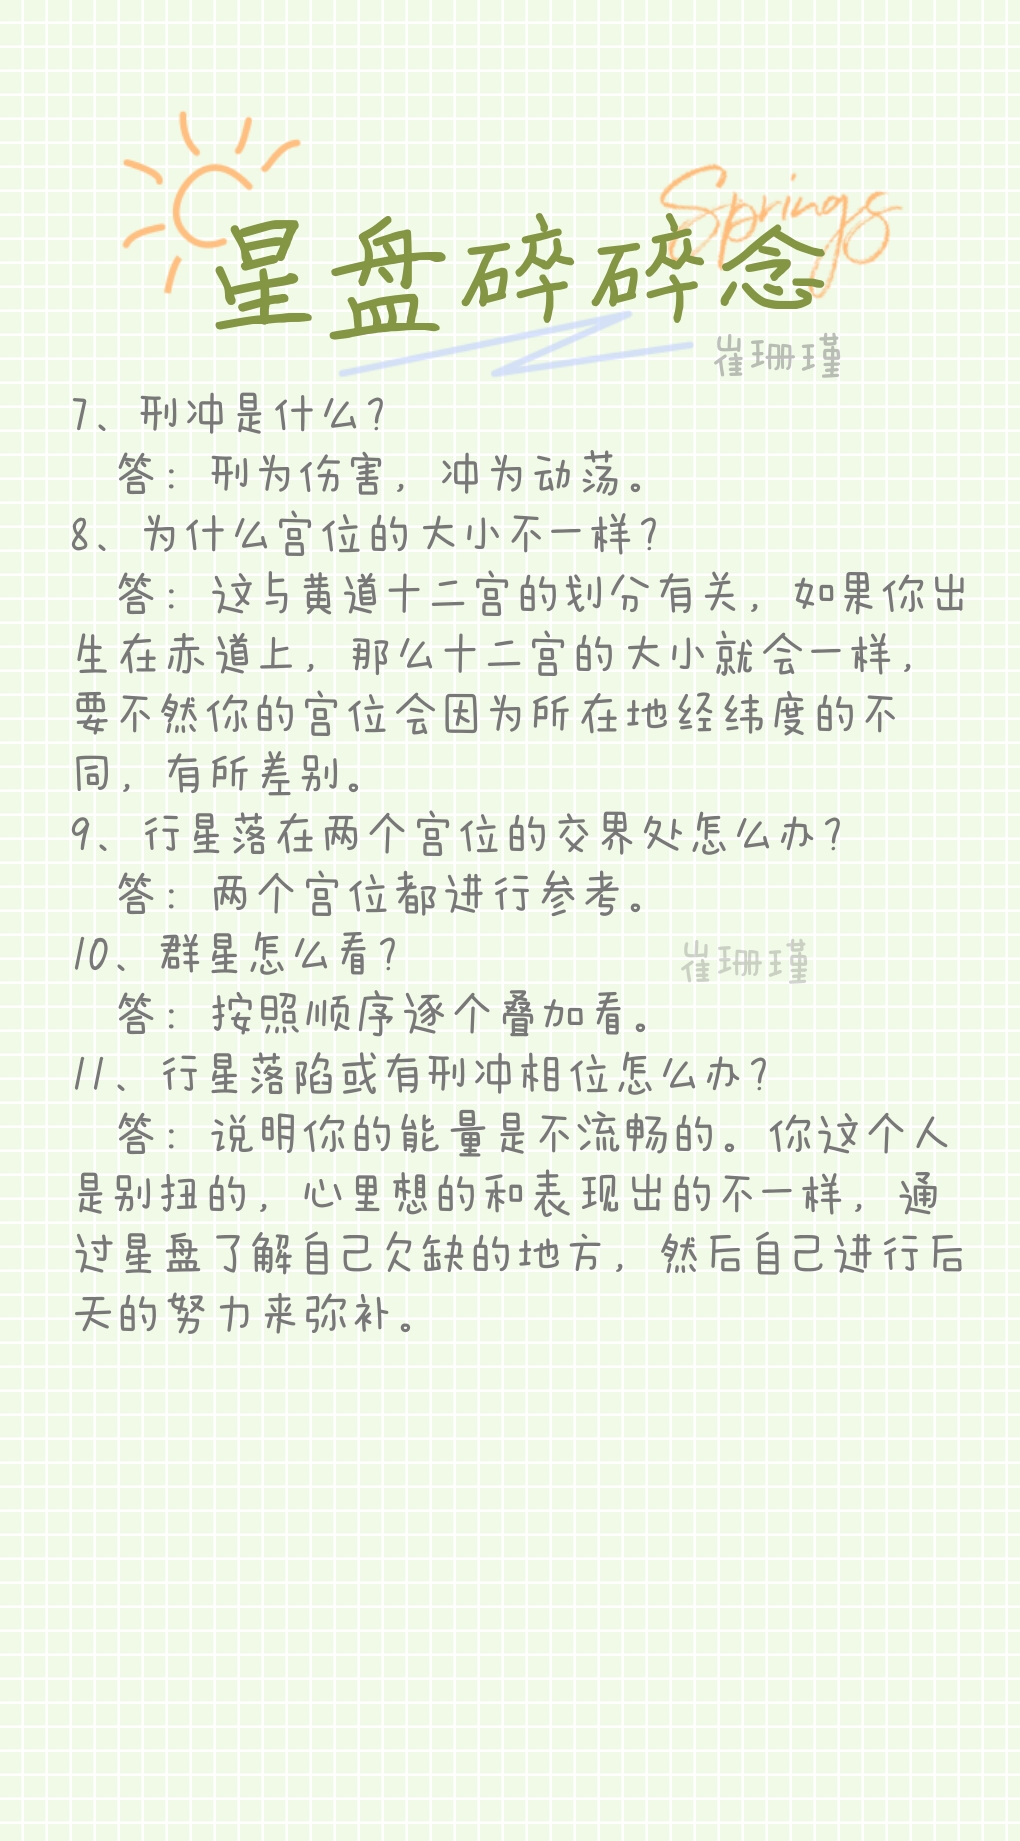 Springs
星盘碎碎念
崔珊瑾
7、刑冲是什么?
答：刑为伤害，冲为动荡。
8、为什么宫位的大小不一样?
答：这与黄道十二宫的划分有关，如果你出
生在赤道上，那么十二宫的大小就会一样，
要不然你的宫位会因为所在地经纬度的不
同，有所差别。
9、行星落在两个宫位的交界处怎么办?
答：两个宫位都进行参考。
10、群星怎么看?
崔珊瑾
答：按照顺序逐个叠加看。
11、行星落陷或有刑冲相位怎么办?
答：说明你的能量是不流畅的。你这个人
是别扭的，心里想的和表现出的不一样，通
过星盘了解自己欠缺的地方，然后自己进行后
天的努力来弥补。